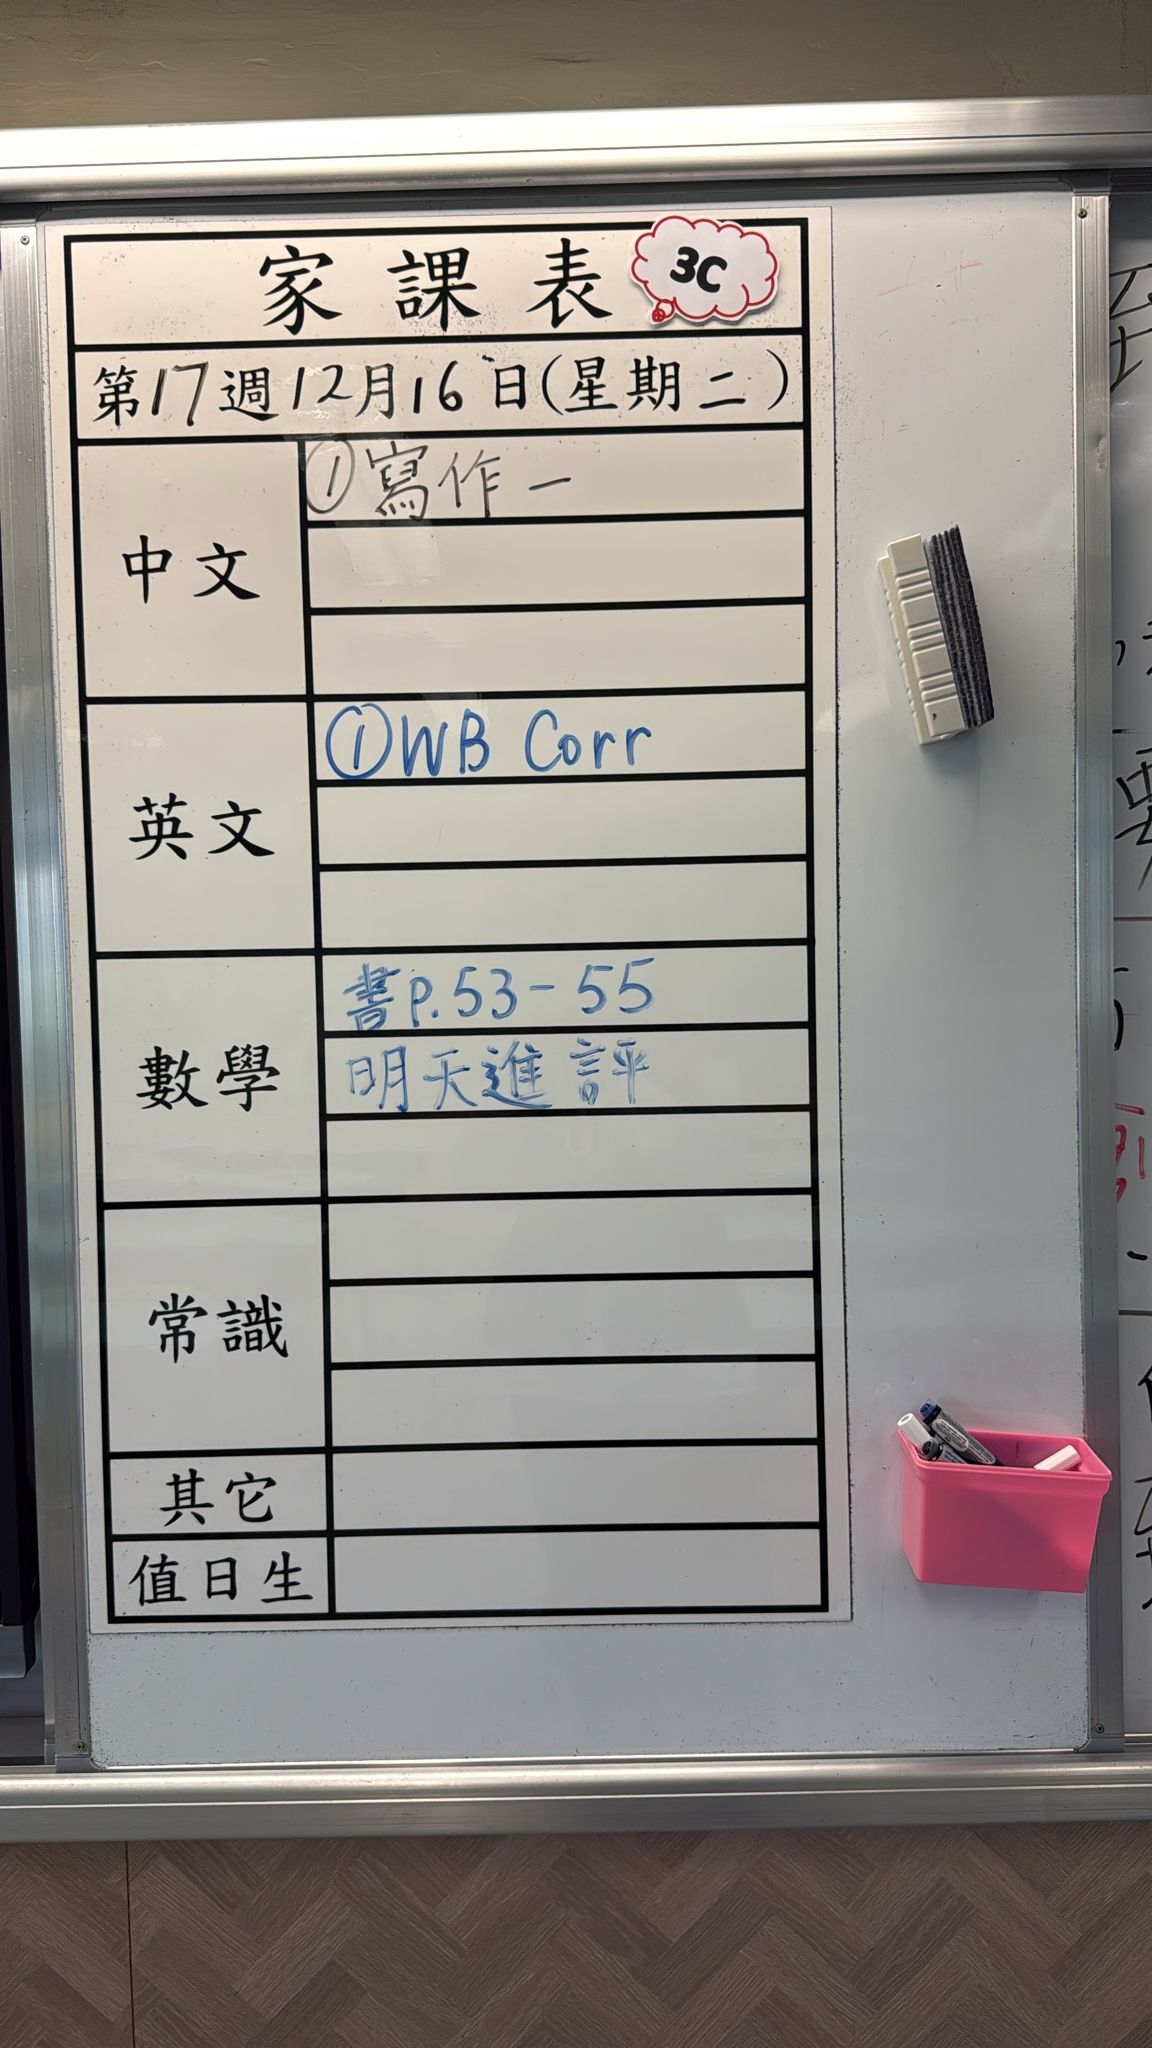 家課表 3C
第17週12月16日(星期二)
中文
①寫作一
英文
①WB Corr
數學
書p.53-55
明天進評
常識
其它
值日生